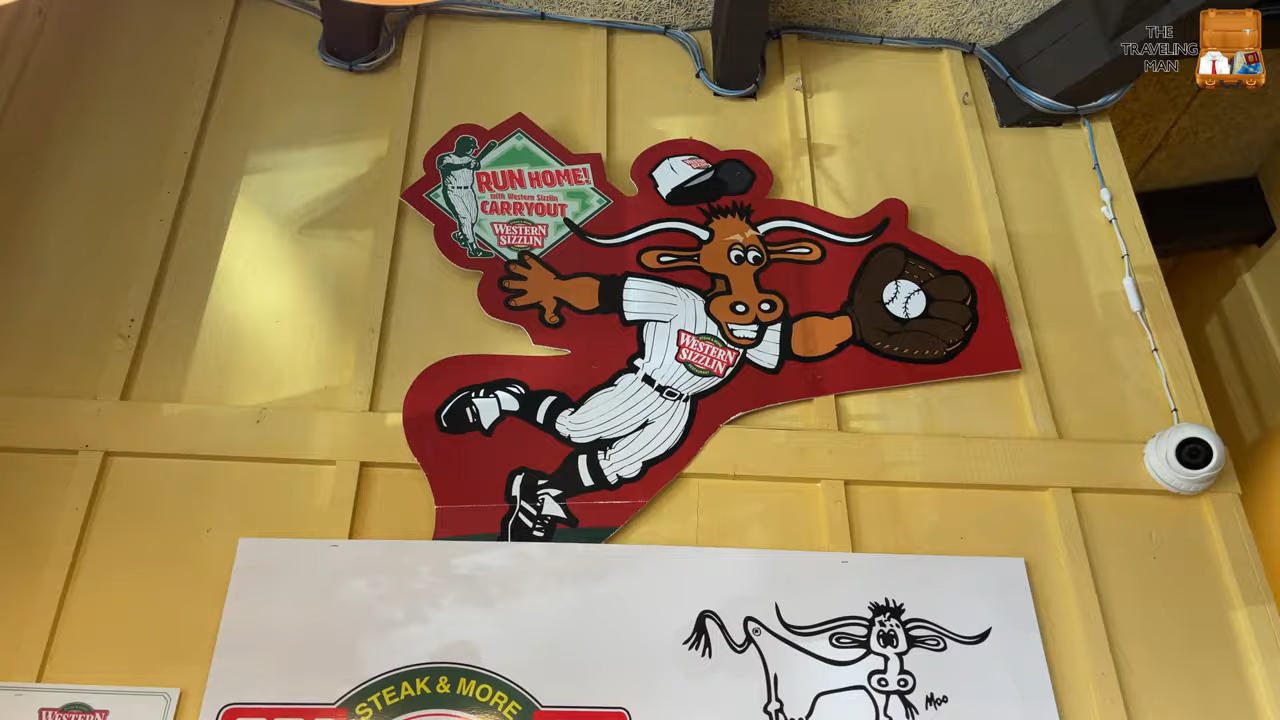 THE
TRAVELING
MAN
RUN HOME!
with Western Sizzlin
CARRYOUT
WESTERN
SIZZLIN
WESTERN
SIZZLIN
STEAK & MORE
Moo
WESTERN